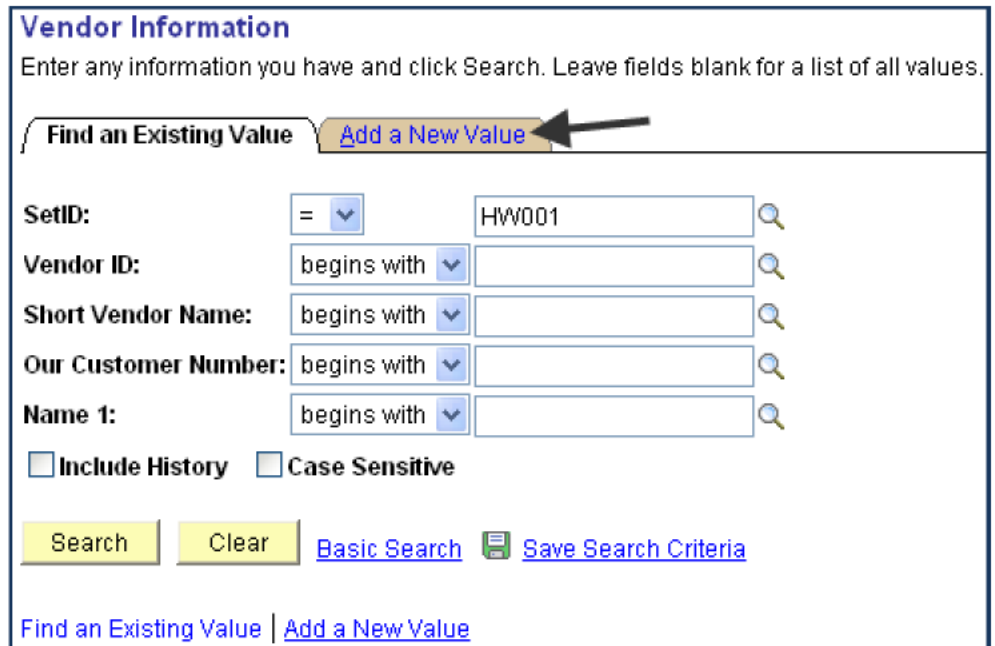 Vendor Information
Enter any information you have and click Search. Leave fields blank for a list of all values.
Find an Existing Value Add a New Value
SetID: = HW001
Vendor ID: begins with
Short Vendor Name: begins with
Our Customer Number: begins with
Name 1: begins with
Include History Case Sensitive
Search Clear Basic Search Save Search Criteria
Find an Existing Value | Add a New Value